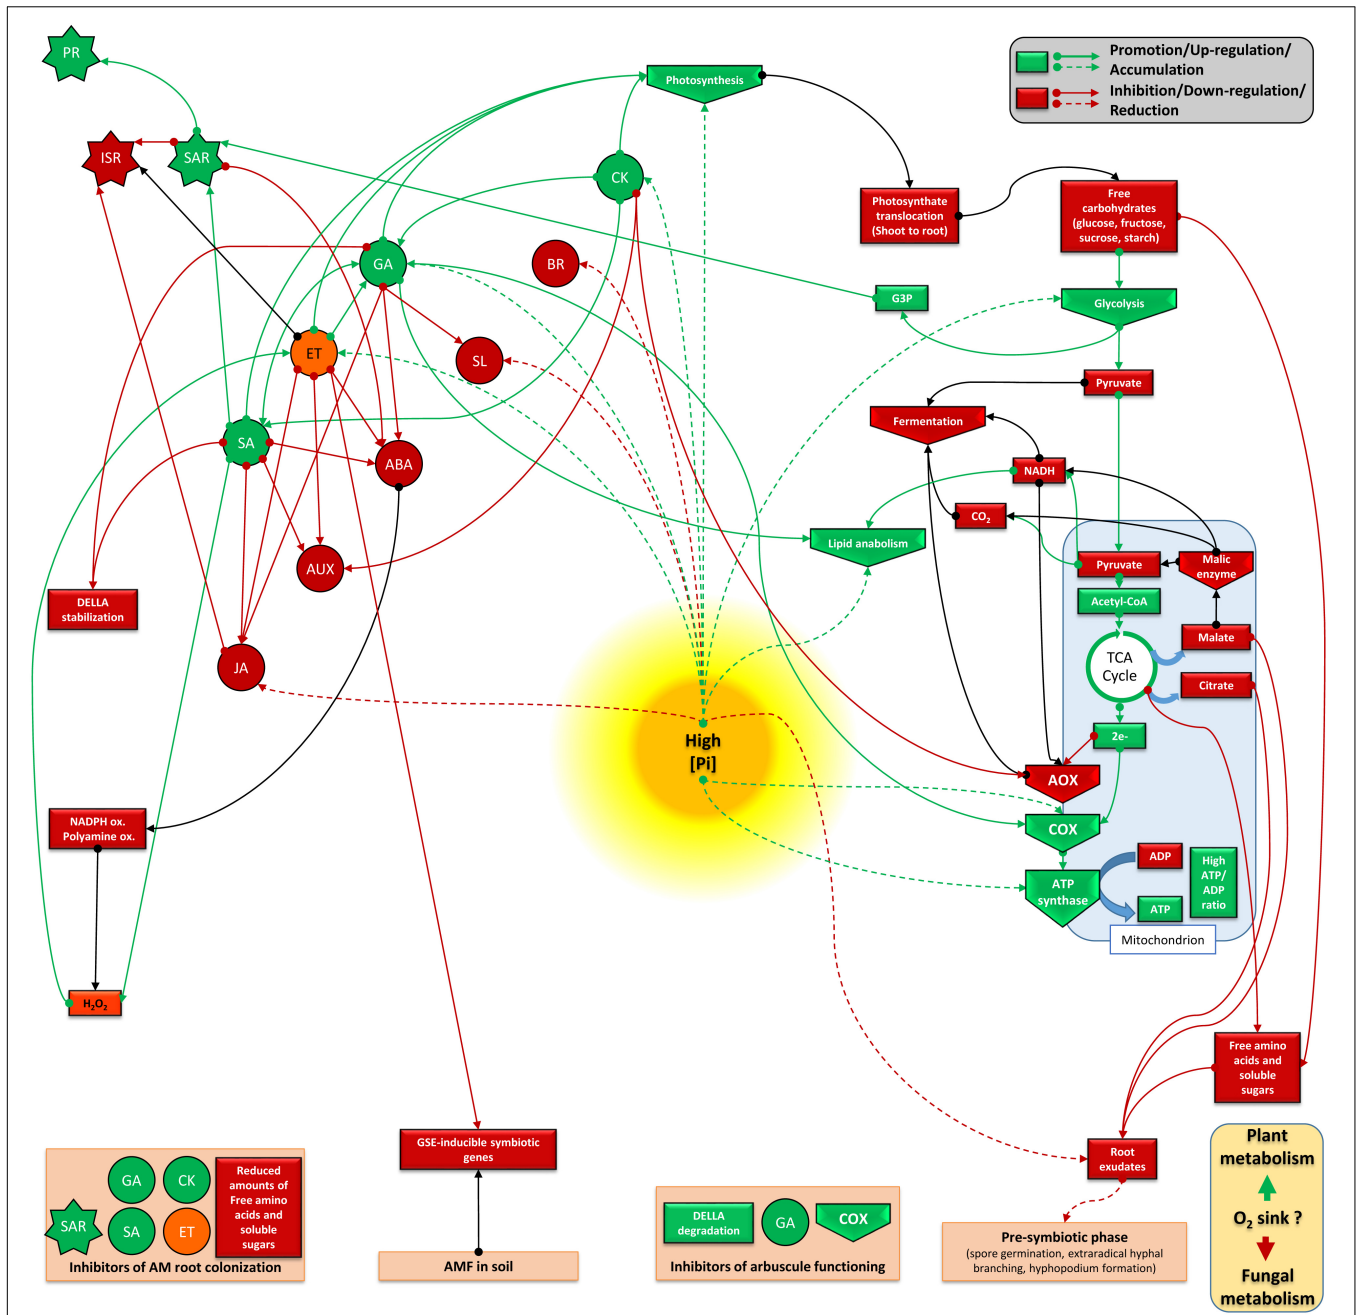 PR
Photosynthesis
Promotion/Up-regulation/
Accumulation
Inhibition/Down-regulation/
Reduction
ISR
SAR
CK
Photosynthate
translocation
(Shoot to root)
Free
carbohydrates
(glucose, fructose,
sucrose, starch)
GA
BR
G3P
Glycolysis
ET
SL
Pyruvate
Fermentation
SA
ABA
NADH
CO₂
Lipid anabolism
Pyruvate
Malic
enzyme
AUX
Acetyl-CoA
DELLA
stabilization
Malate
JA
TCA
Cycle
Citrate
High
[Pi]
2e-
AOX
NADPH ox.
Polyamine ox.
COX
ADP
High
ATP/
ADP
ratio
ATP
synthase
ATP
Mitochondrion
H₂O₂
Free amino
acids and
soluble
sugars
GSE-inducible symbiotic
genes
Root
exudates
Plant
metabolism
O₂ sink ?
Fungal
metabolism
GA
CK
SAR
SA
ET
Reduced
amounts of
Free amino
acids and
soluble
sugars
Inhibitors of AM root colonization
AMF in soil
DELLA
degradation
GA
COX
Inhibitors of arbuscule functioning
Pre-symbiotic phase
(spore germination, extraradical hyphal
branching, hyphopodium formation)